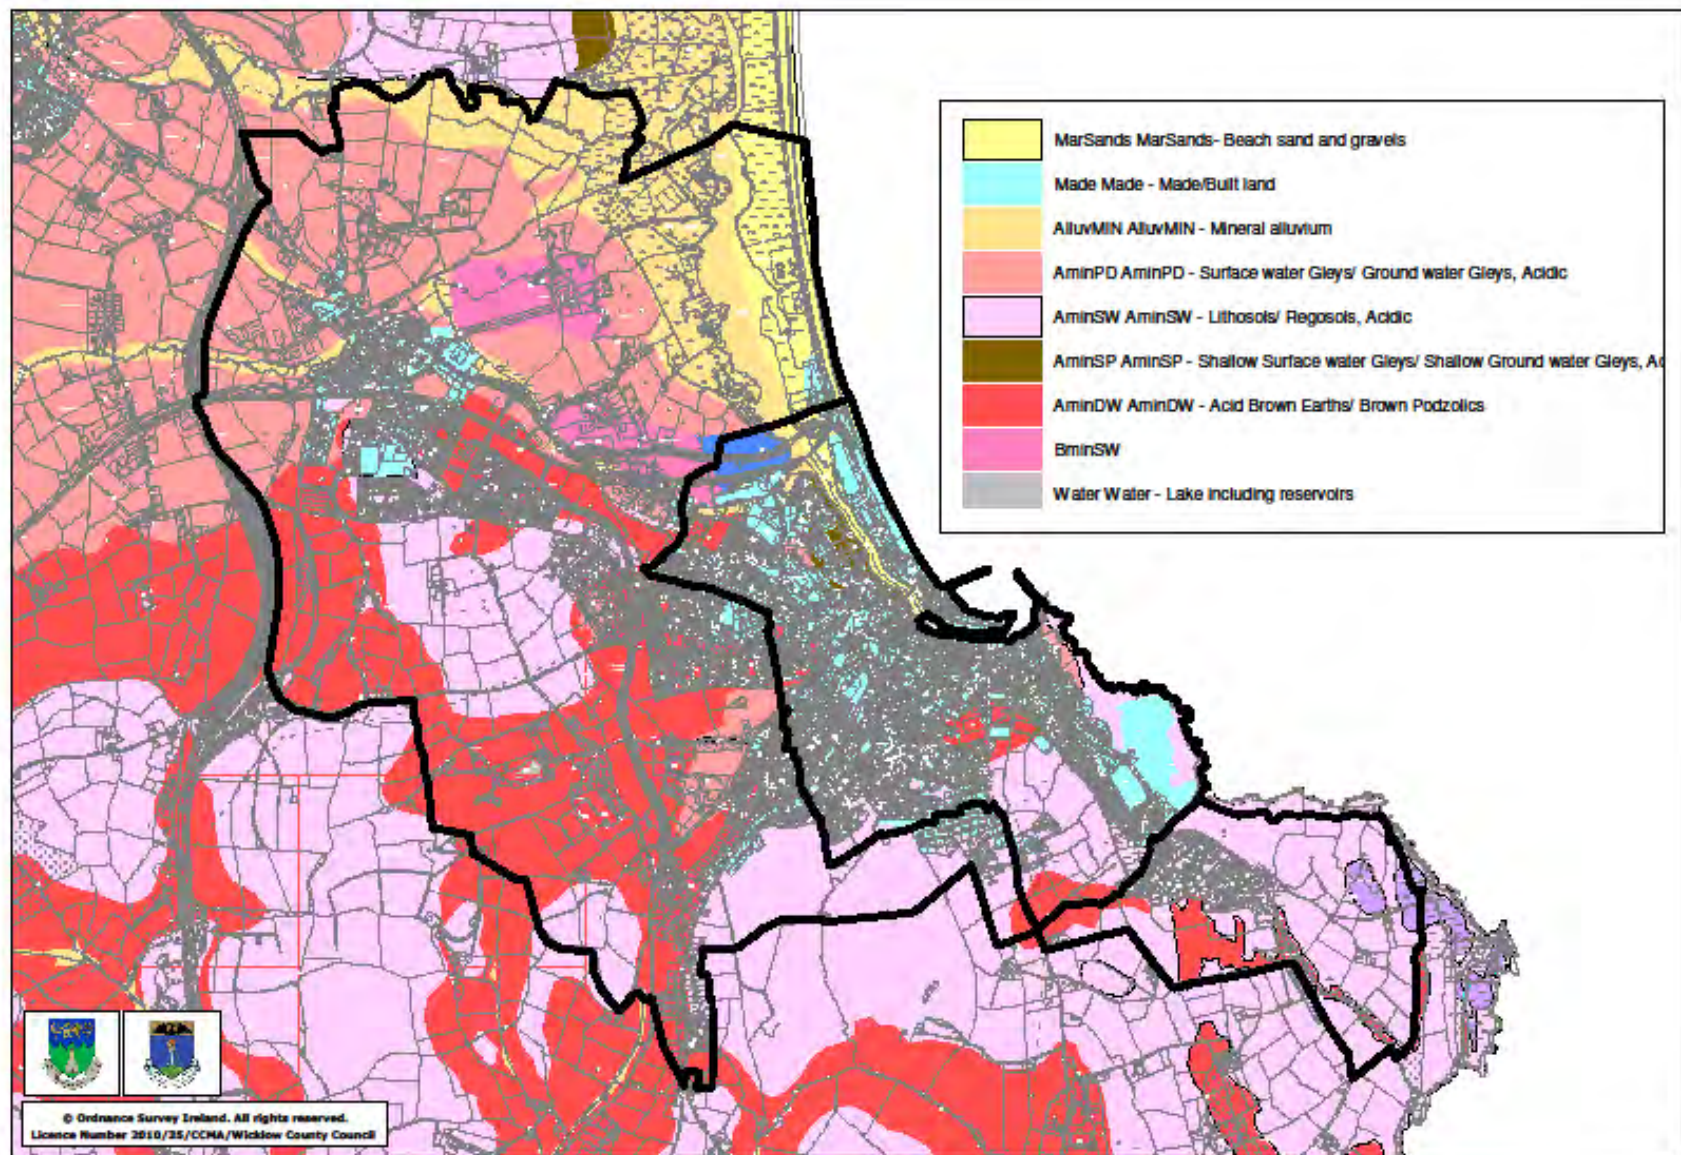 MarSands MarSands- Beach sand and gravels
Made Made - Made/Built land
AlluvMIN AlluvMIN - Mineral alluvium
AminPD AminPD - Surface water Gleys/ Ground water Gleys, Acidic
AminSW AminSW - Lithosols/ Regosols, Acidic
AminSP AminSP - Shallow Surface water Gleys/ Shallow Ground water Gleys, Ac
AminDW AminDW - Acid Brown Earths/ Brown Podzolics
BminSW
Water Water - Lake including reservoirs
© Ordnance Survey Ireland. All rights reserved.
Licence Number 2010/25/CCMA/Wicklow County Council